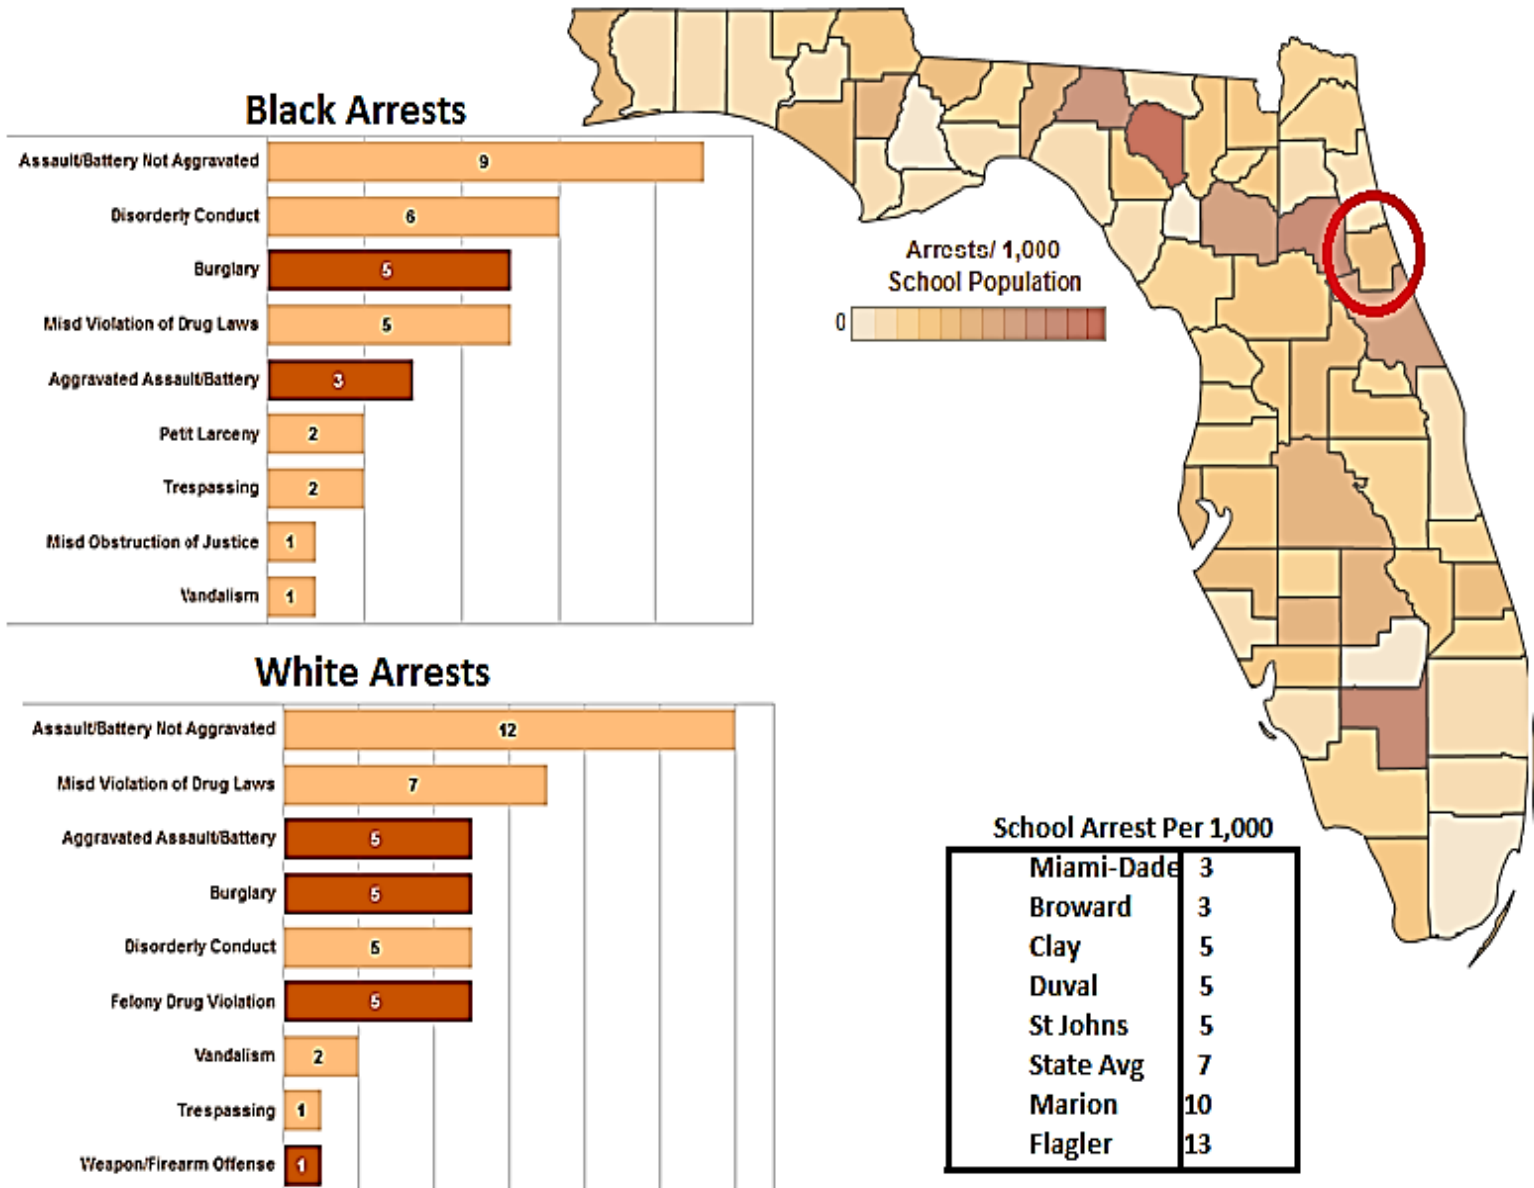 Black Arrests
Assault/Battery Not Aggravated 9
Disorderly Conduct 6
Burglary 5
Misd Violation of Drug Laws 5
Aggravated Assault/Battery 3
Petit Larceny 2
Trespassing 2
Misd Obstruction of Justice 1
Vandalism 1
White Arrests
Assault/Battery Not Aggravated 12
Misd Violation of Drug Laws 7
Aggravated Assault/Battery 5
Burglary 5
Disorderly Conduct 5
Felony Drug Violation 5
Vandalism 2
Trespassing 1
Weapon/Firearm Offense 1
Arrests/ 1,000
School Population
0
School Arrest Per 1,000
Miami-Dade 3
Broward 3
Clay 5
Duval 5
St Johns 5
State Avg 7
Marion 10
Flagler 13